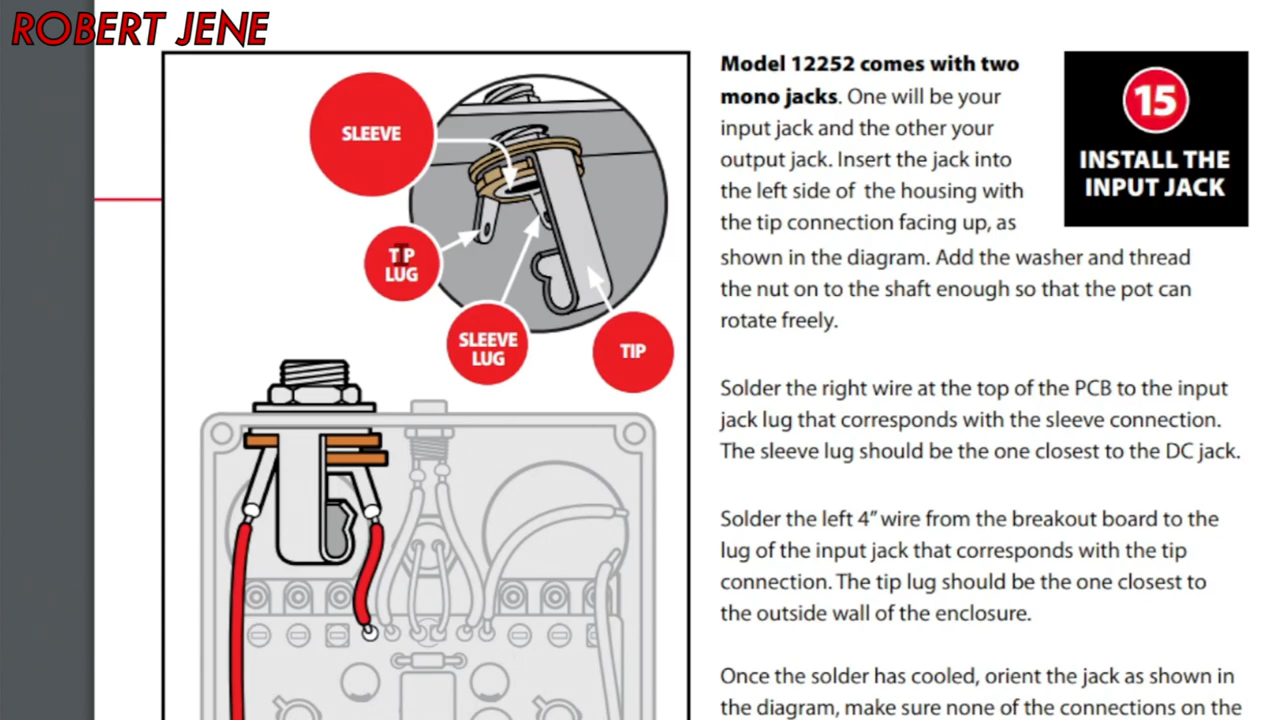 ROBERT JENE
SLEEVE
TIP
LUG
SLEEVE
LUG
TIP
Model 12252 comes with two
mono jacks. One will be your
input jack and the other your
output jack. Insert the jack into
the left side of the housing with
the tip connection facing up, as
shown in the diagram. Add the washer and thread
the nut on to the shaft enough so that the pot can
rotate freely.
15
INSTALL THE
INPUT JACK
Solder the right wire at the top of the PCB to the input
jack lug that corresponds with the sleeve connection.
The sleeve lug should be the one closest to the DC jack.
Solder the left 4” wire from the breakout board to the
lug of the input jack that corresponds with the tip
connection. The tip lug should be the one closest to
the outside wall of the enclosure.
Once the solder has cooled, orient the jack as shown in
the diagram, make sure none of the connections on the